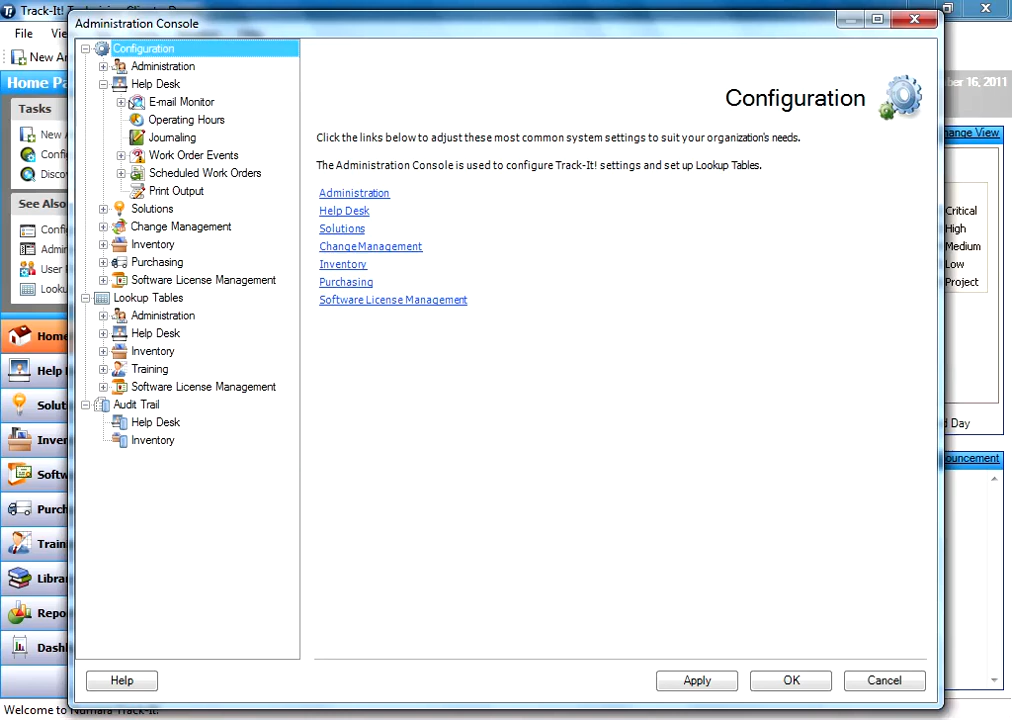 Track-It!
Administration Console
File
Home Pa
ber 16, 2011
Tasks
New
Confi
Disco
See Also
Confi
Admin
User
Looku
Home
Help
Solut
Inven
Softw
Purch
Train
Librar
Repo
Dashl
Configuration
Administration
Help Desk
E-mail Monitor
Operating Hours
Journaling
Work Order Events
Scheduled Work Orders
Print Output
Solutions
Change Management
Inventory
Purchasing
Software License Management
Lookup Tables
Administration
Help Desk
Inventory
Training
Software License Management
Audit Trail
Help Desk
Inventory
Configuration
Click the links below to adjust these most common system settings to suit your organization's needs.
The Administration Console is used to configure Track-It! settings and set up Lookup Tables.
Administration
Help Desk
Solutions
Change Management
Inventory
Purchasing
Software License Management
ange View
Critical
High
Medium
Low
Project
Day
ouncement
Help
Apply
OK
Cancel
Welcome to Numara Track-It!